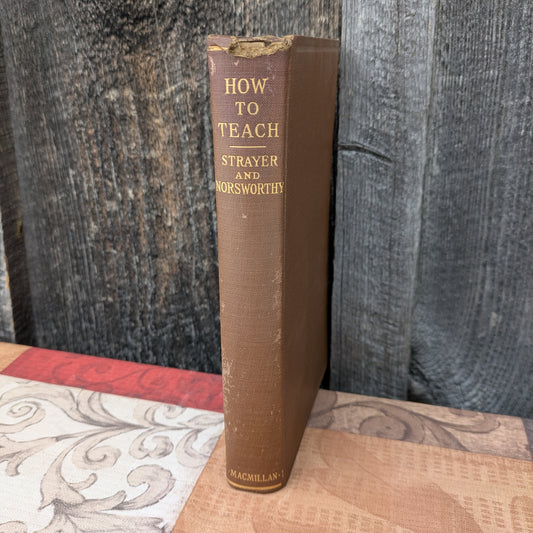 HOW
TO
TEACH
STRAYER
AND
NORSWORTHY
·MACMILLAN·